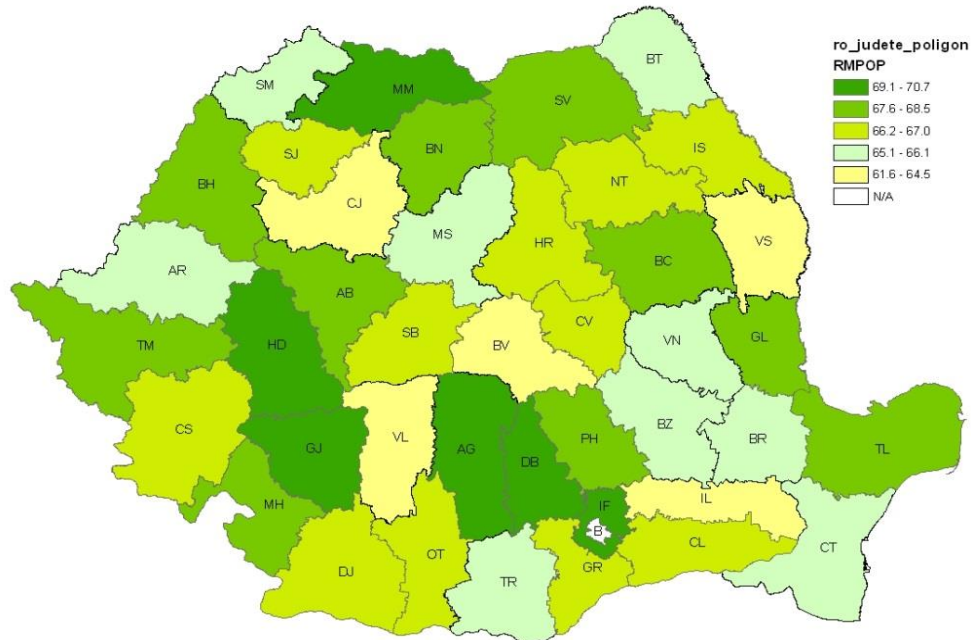 ro_judete_poligon
RMPOP
69.1 - 70.7
67.6 - 68.5
66.2 - 67.0
65.1 - 66.1
61.6 - 64.5
N/A
BT
SM
MM
SV
SJ
BN
IS
BH
CJ
NT
MS
HR
VS
BC
AR
AB
SB
CV
TM
HD
BV
VN
GL
CS
GJ
VL
AG
DB
PH
BZ
BR
TL
MH
IF
IL
B
CL
CT
DJ
OT
TR
GR